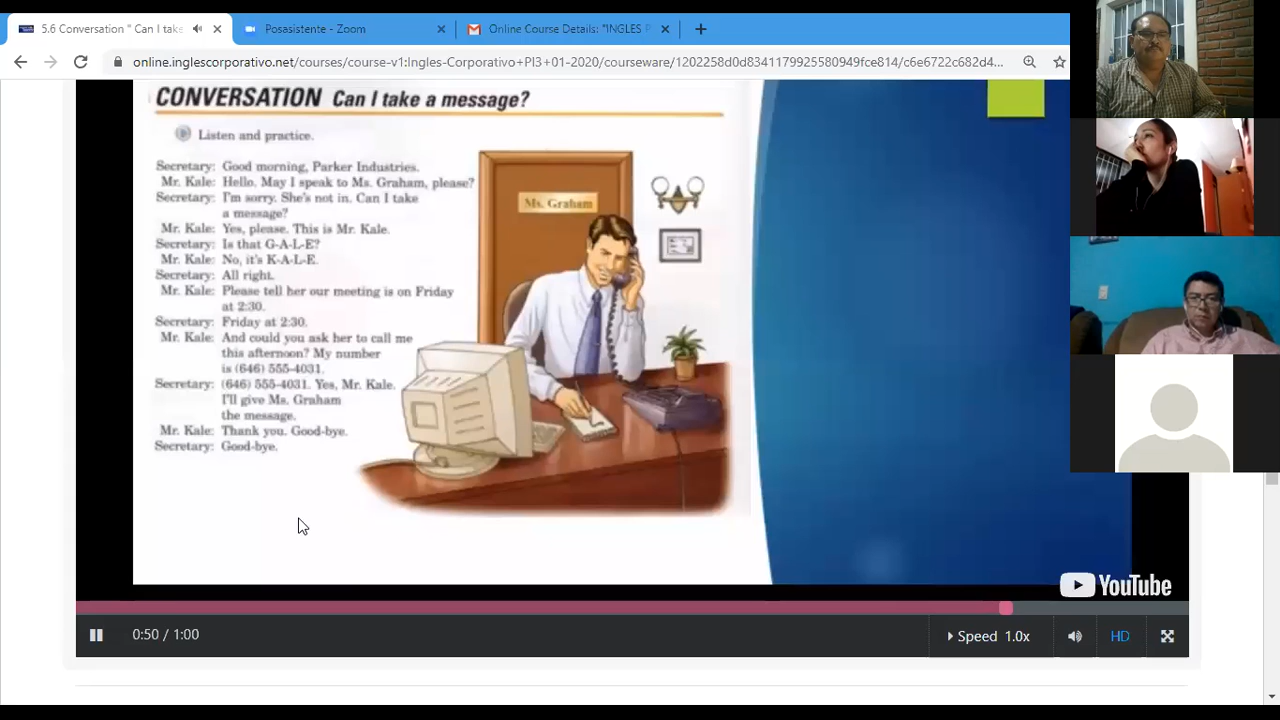 5.6 Conversation " Can I take
Posasistente - Zoom
Online Course Details: "INGLES P
online.inglescorporativo.net/courses/course-v1:Ingles-Corporativo+PI3+01-2020/courseware/1202258d0d8341179925580949fce814/c6e6722c582d4...
CONVERSATION Can I take a message?
Listen and practice.
Secretary: Good morning, Parker Industries.
Mr. Kale: Hello. May I speak to Ms. Graham, please?
Secretary: I'm sorry. She's not in. Can I take
a message?
Mr. Kale: Yes, please. This is Mr. Kale.
Secretary: Is that G-A-L-E?
Mr. Kale: No, it's K-A-L-E.
Secretary: All right.
Mr. Kale: Please tell her our meeting is on Friday
at 2:30.
Secretary: Friday at 2:30.
Mr. Kale: And could you ask her to call me
this afternoon? My number
is (646) 555-4031.
Secretary: (646) 555-4031. Yes, Mr. Kale.
I'll give Ms. Graham
the message.
Mr. Kale: Thank you. Good-bye.
Secretary: Good-bye.
Ms. Graham
YouTube
0:50 / 1:00
Speed 1.0x
HD